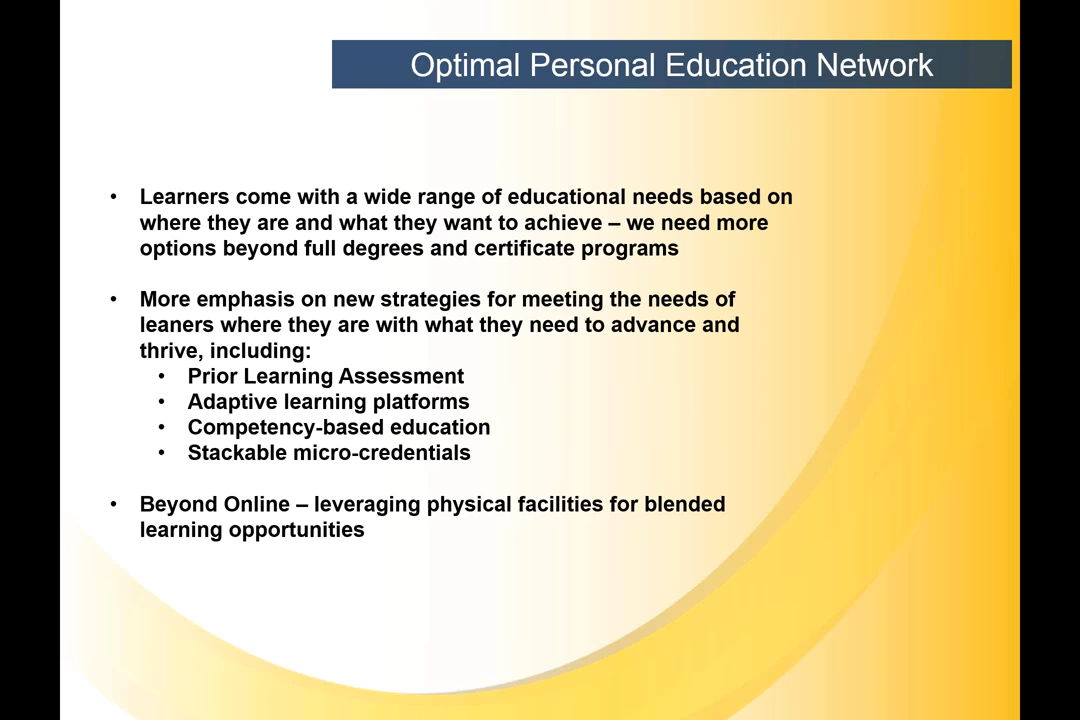 Optimal Personal Education Network
• Learners come with a wide range of educational needs based on
where they are and what they want to achieve – we need more
options beyond full degrees and certificate programs
• More emphasis on new strategies for meeting the needs of
leaners where they are with what they need to advance and
thrive, including:
• Prior Learning Assessment
• Adaptive learning platforms
• Competency-based education
• Stackable micro-credentials
• Beyond Online – leveraging physical facilities for blended
learning opportunities